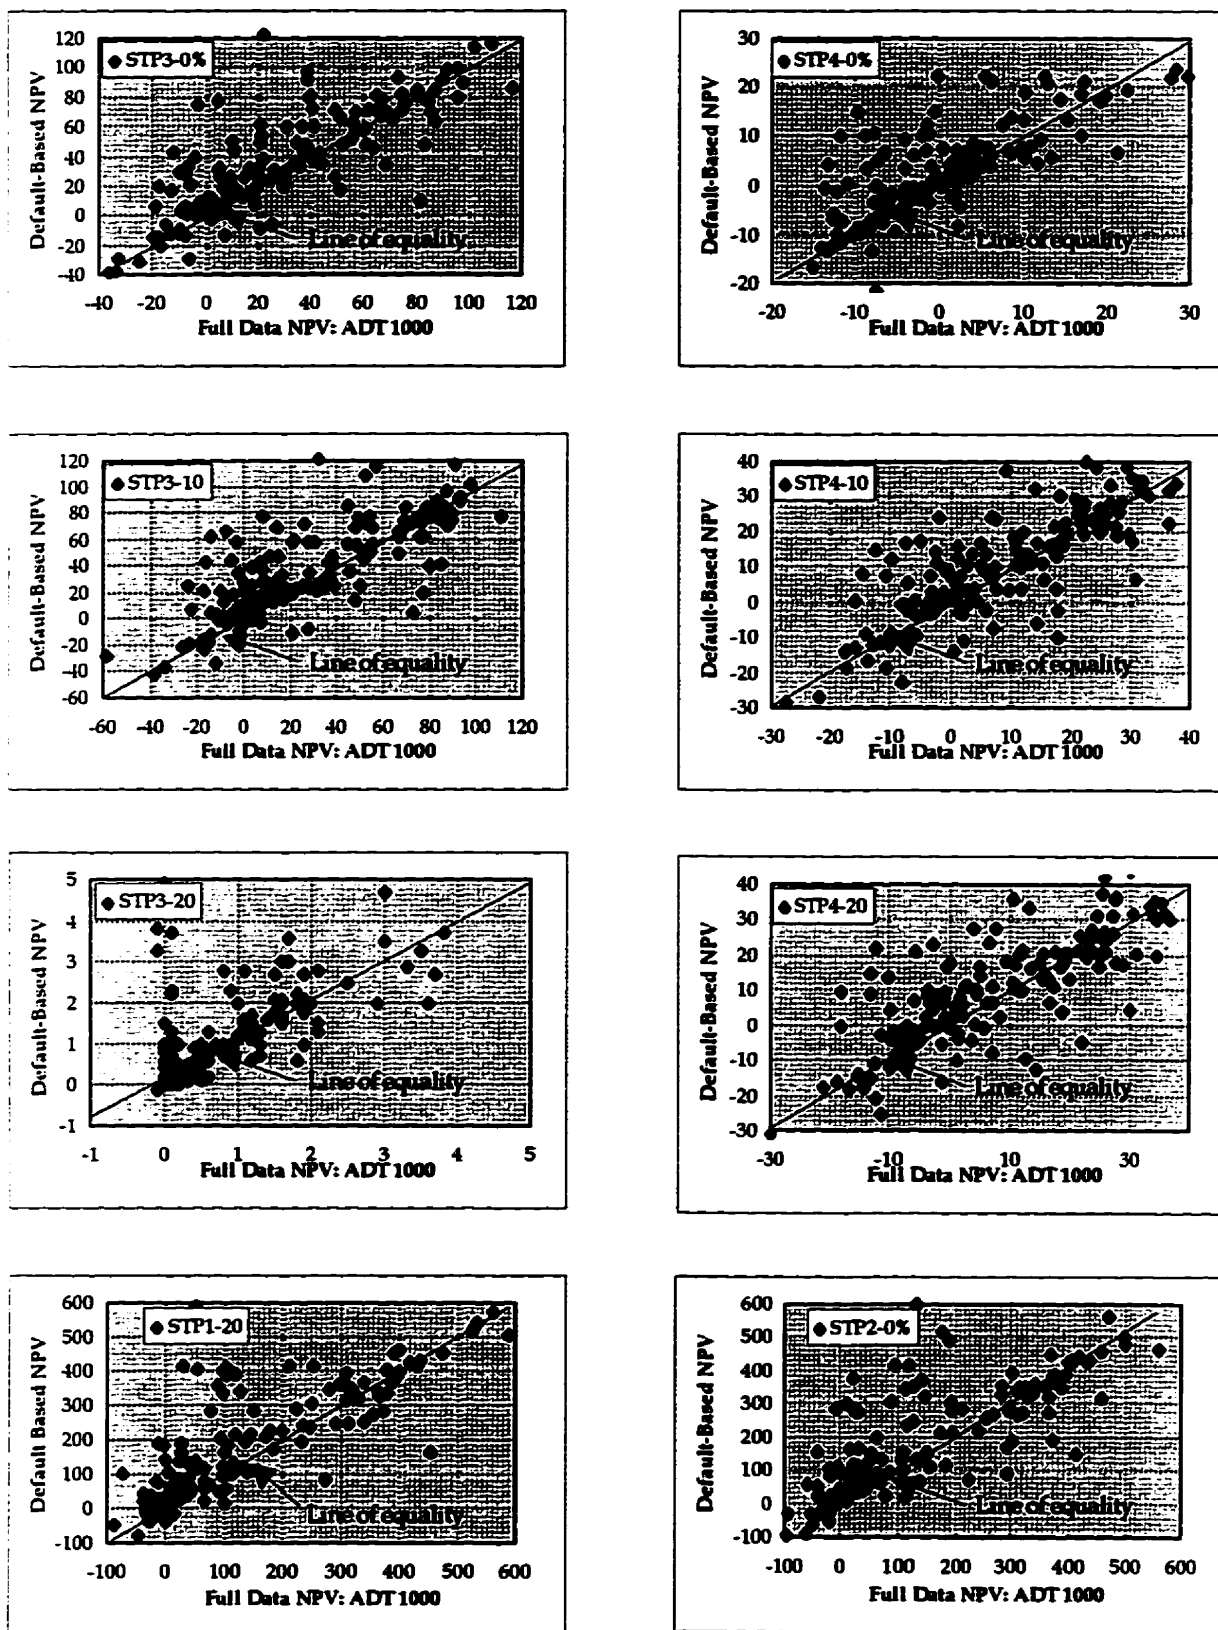 120
100
80
60
40
20
0
-20
-40
Default-Based NPV
STP3-0%
Line of equality
-40 -20 0 20 40 60 80 100 120
Full Data NPV: ADT 1000
30
20
10
0
-10
-20
Default-Based NPV
STP4-0%
Line of equality
-20 -10 0 10 20 30
Full Data NPV: ADT 1000
120
100
80
60
40
20
0
-20
-40
-60
Default-Based NPV
STP3-10
Line of equality
-60 -40 -20 0 20 40 60 80 100 120
Full Data NPV: ADT 1000
40
30
20
10
0
-10
-20
-30
Default-Based NPV
STP4-10
Line of equality
-30 -20 -10 0 10 20 30 40
Full Data NPV: ADT 1000
5
4
3
2
1
0
-1
Default-Based NPV
STP3-20
Line of equality
-1 0 1 2 3 4 5
Full Data NPV: ADT 1000
40
30
20
10
0
-10
-20
-30
Default-Based NPV
STP4-20
Line of equality
-30 -10 10 30
Full Data NPV: ADT 1000
600
500
400
300
200
100
0
-100
Default Based NPV
STP1-20
Line of equality
-100 0 100 200 300 400 500 600
Full Data NPV: ADT 1000
600
500
400
300
200
100
0
-100
Default-Based NPV
STP2-0%
Line of equality
-100 0 100 200 300 400 500 600
Full Data NPV: ADT 1000